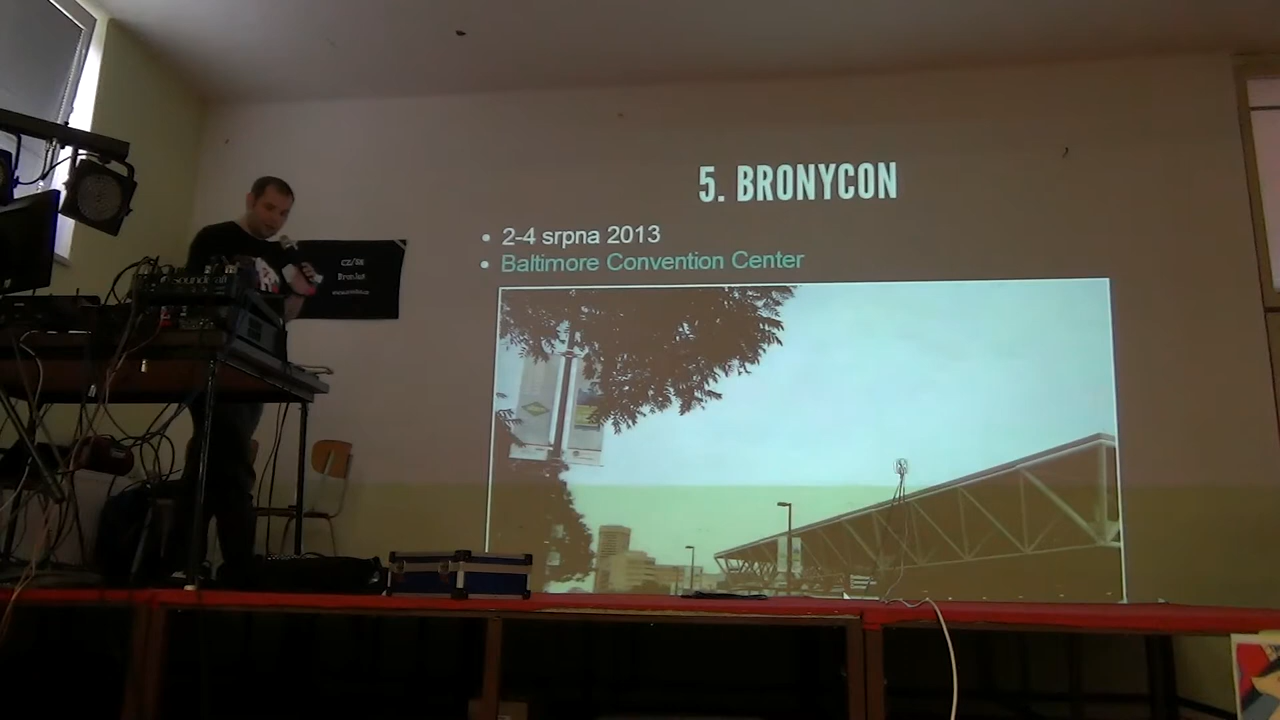 5. BRONYCON
2-4 srpna 2013
Baltimore Convention Center
CZ/SK
Bronies